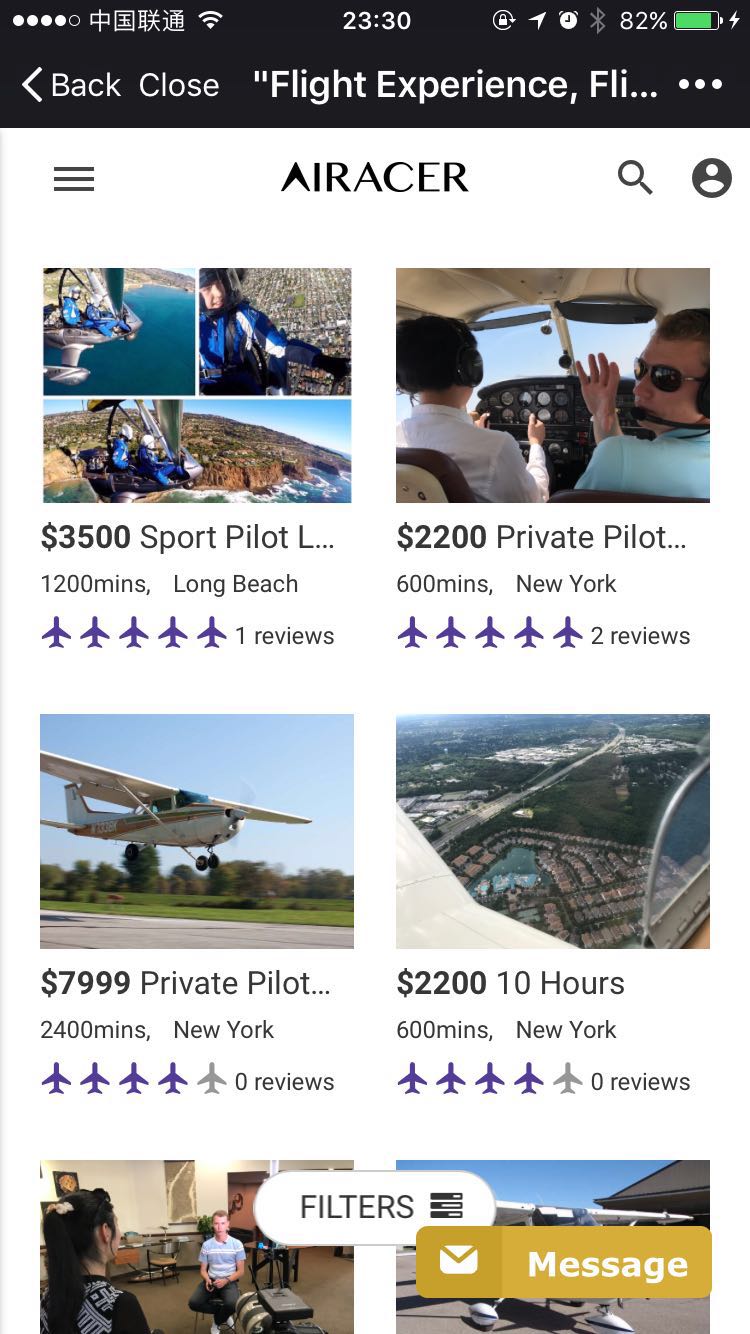 中国联通 23:30 82%
Back Close "Flight Experience, Fli...
AIRACER
$3500 Sport Pilot L...
1200mins, Long Beach
1 reviews
$2200 Private Pilot...
600mins, New York
2 reviews
$7999 Private Pilot...
2400mins, New York
0 reviews
$2200 10 Hours
600mins, New York
0 reviews
FILTERS
Message